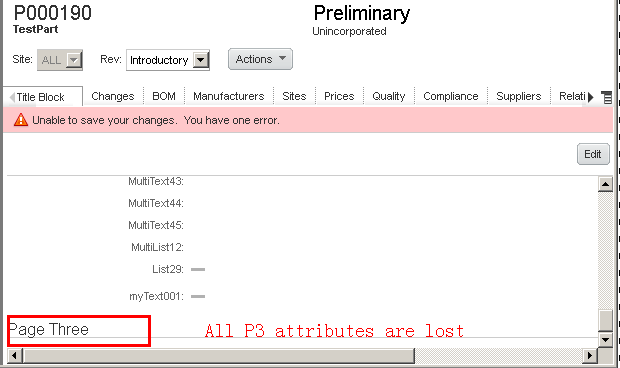 P000190
Preliminary
TestPart
Unincorporated
Site: ALL Rev: Introductory Actions
Title Block Changes BOM Manufacturers Sites Prices Quality Compliance Suppliers Relati
Unable to save your changes. You have one error.
Edit
MultiText43:
MultiText44:
MultiText45:
MultiList12:
List29:
myText001:
Page Three
All P3 attributes are lost